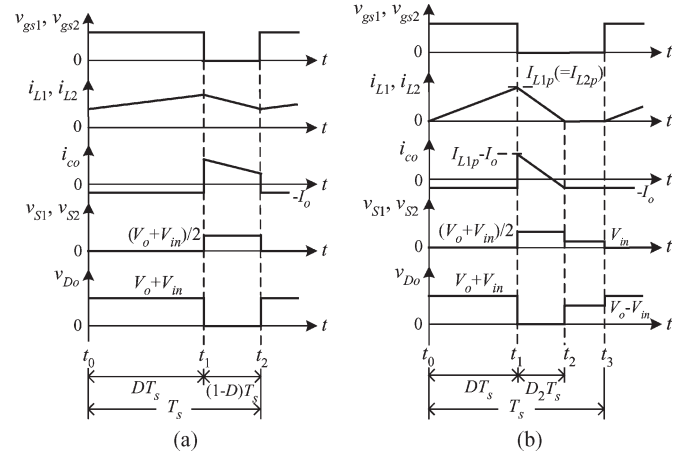 v_gs1, v_gs2
0
t
i_L1, i_L2
0
t
i_co
0
t
-I_o
v_S1, v_S2
(V_o+V_in)/2
0
t
v_Do
V_o+V_in
0
t
t_0 t_1 t_2
DT_s (1-D)T_s
T_s
(a)
v_gs1, v_gs2
0
t
I_L1p(=I_L2p)
i_L1, i_L2
0
t
i_co
I_L1p-I_o
0
t
-I_o
v_S1, v_S2
(V_o+V_in)/2
V_in
0
t
v_Do
V_o+V_in
V_o-V_in
0
t
t_0 t_1 t_2 t_3
DT_s D_2T_s
T_s
(b)